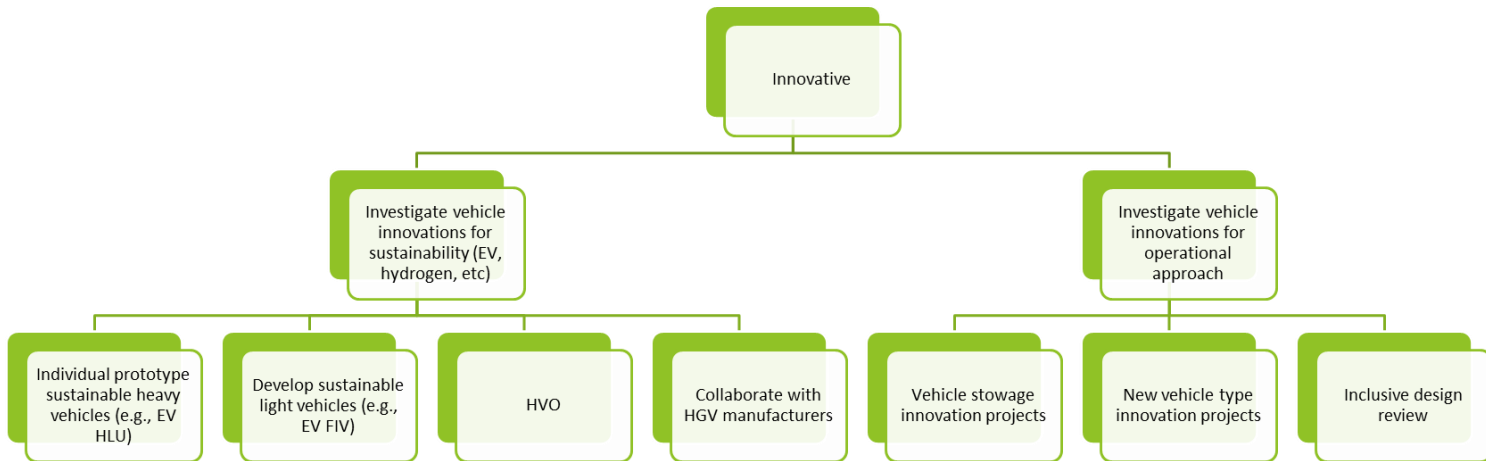 Innovative
Investigate vehicle
innovations for
sustainability (EV,
hydrogen, etc)
Investigate vehicle
innovations for
operational
approach
Individual prototype
sustainable heavy
vehicles (e.g., EV
HLU)
Develop sustainable
light vehicles (e.g.,
EV FIV)
HVO
Collaborate with
HGV manufacturers
Vehicle stowage
innovation projects
New vehicle type
innovation projects
Inclusive design
review